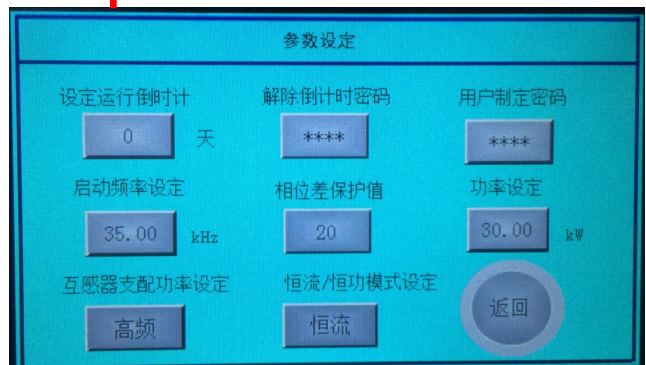 参数设定
设定运行倒时计 解除倒计时密码 用户制定密码
0 天 **** ****
启动频率设定 相位差保护值 功率设定
35.00 kHz 20 30.00 kW
互感器支配功率设定 恒流/恒功模式设定
高频 恒流 返回